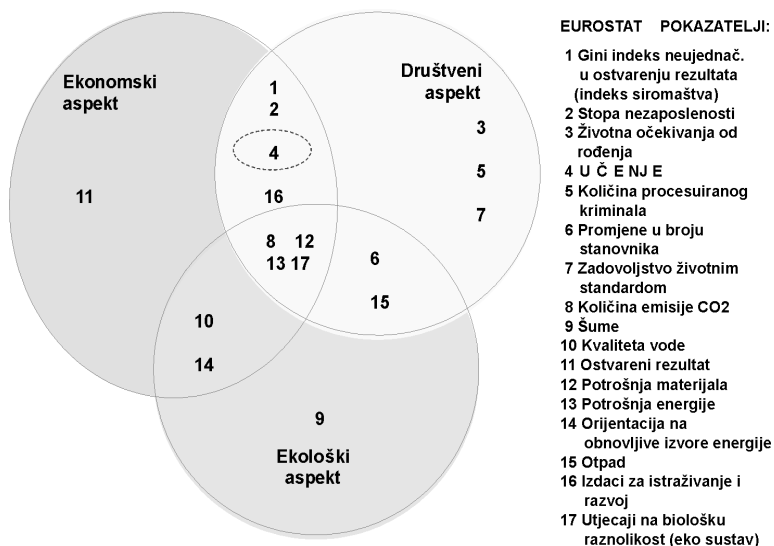 Ekonomski
aspekt
Društveni
aspekt
1
2
3
4
5
11
16
7
8 12
13 17
6
15
10
14
9
Ekološki
aspekt
EUROSTAT POKAZATELJI:
1 Gini indeks neujednač.
u ostvarenju rezultata
(indeks siromaštva)
2 Stopa nezaposlenosti
3 Životna očekivanja od
rođenja
4 U Č E NJ E
5 Količina procesuiranog
kriminala
6 Promjene u broju
stanovnika
7 Zadovoljstvo životnim
standardom
8 Količina emisije CO2
9 Šume
10 Kvaliteta vode
11 Ostvareni rezultat
12 Potrošnja materijala
13 Potrošnja energije
14 Orijentacija na
obnovljive izvore energije
15 Otpad
16 Izdaci za istraživanje i
razvoj
17 Utjecaji na biološku
raznolikost (eko sustav)